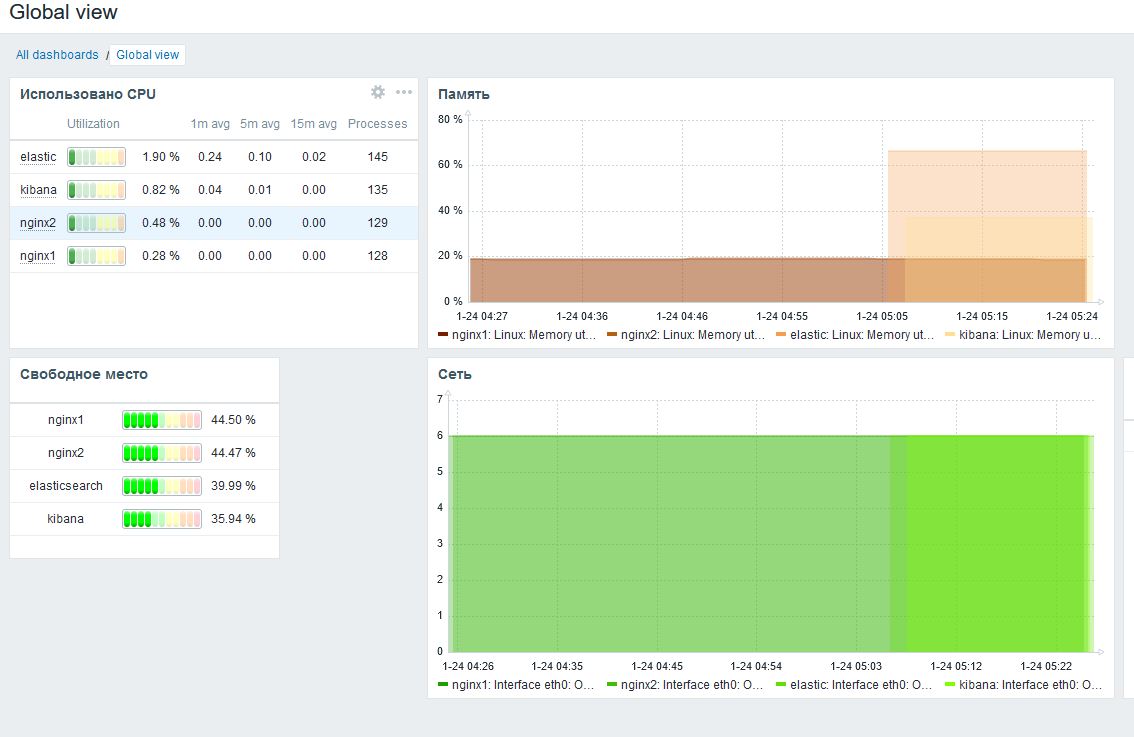 Global view
All dashboards / Global view
Использовано CPU
Utilization 1m avg 5m avg 15m avg Processes
elastic 1.90 % 0.24 0.10 0.02 145
kibana 0.82 % 0.04 0.01 0.00 135
nginx2 0.48 % 0.00 0.00 0.00 129
nginx1 0.28 % 0.00 0.00 0.00 128
Память
80 %
60 %
40 %
20 %
0 %
1-24 04:27 1-24 04:36 1-24 04:46 1-24 04:55 1-24 05:05 1-24 05:15 1-24 05:24
nginx1: Linux: Memory ut... nginx2: Linux: Memory ut... elastic: Linux: Memory ut... kibana: Linux: Memory u...
Свободное место
nginx1 44.50 %
nginx2 44.47 %
elasticsearch 39.99 %
kibana 35.94 %
Сеть
7
6
5
4
3
2
1
0
1-24 04:26 1-24 04:35 1-24 04:45 1-24 04:54 1-24 05:03 1-24 05:12 1-24 05:22
nginx1: Interface eth0: O... nginx2: Interface eth0: O... elastic: Interface eth0: O... kibana: Interface eth0: O...